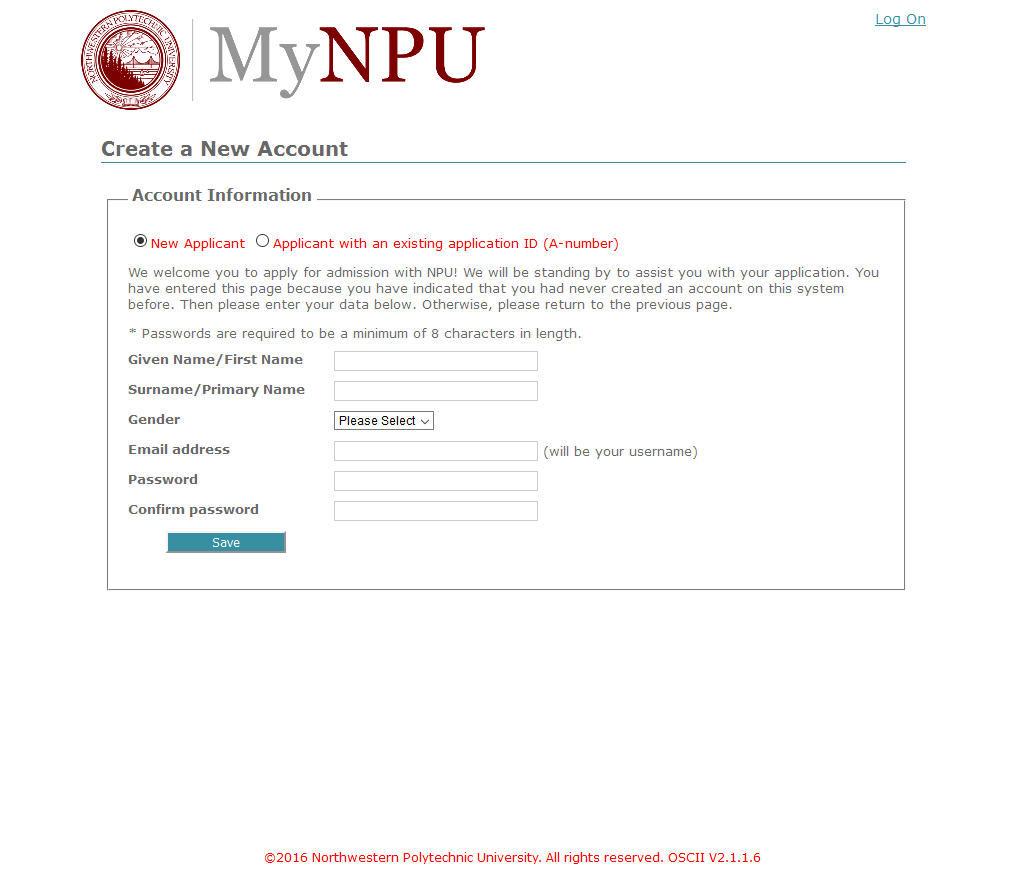 NORTHWESTERN POLYTECHNIC UNIVERSITY
MyNPU
Log On
Create a New Account
Account Information
New Applicant Applicant with an existing application ID (A-number)
We welcome you to apply for admission with NPU! We will be standing by to assist you with your application. You
have entered this page because you have indicated that you had never created an account on this system
before. Then please enter your data below. Otherwise, please return to the previous page.
* Passwords are required to be a minimum of 8 characters in length.
Given Name/First Name
Surname/Primary Name
Gender Please Select
Email address (will be your username)
Password
Confirm password
Save
©2016 Northwestern Polytechnic University. All rights reserved. OSCII V2.1.1.6